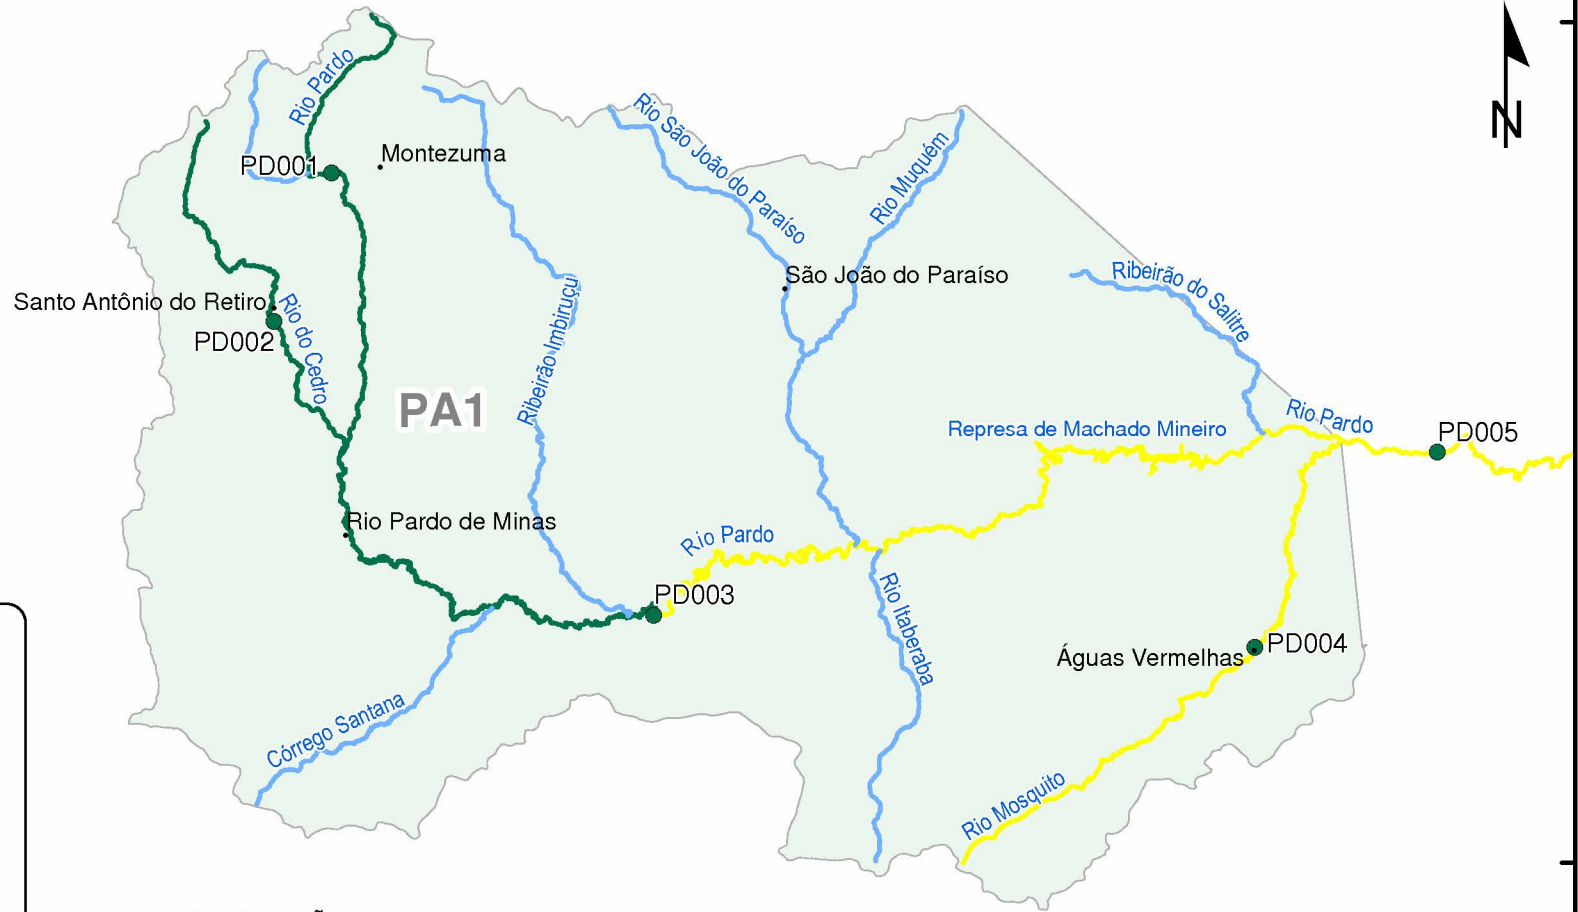 Rio Pardo
N
Rio São João do Paraíso
PD001
Montezuma
Rio Muquém
São João do Paraíso
Ribeirão do Salitre
Santo Antônio do Retiro
Rio do Cedro
PD002
Ribeirão Imbiruçu
PA1
Represa de Machado Mineiro
Rio Pardo
PD005
Rio Pardo de Minas
Rio Pardo
PD003
Rio Itaberaba
Águas Vermelhas
PD004
Córrego Santana
Rio Mosquito